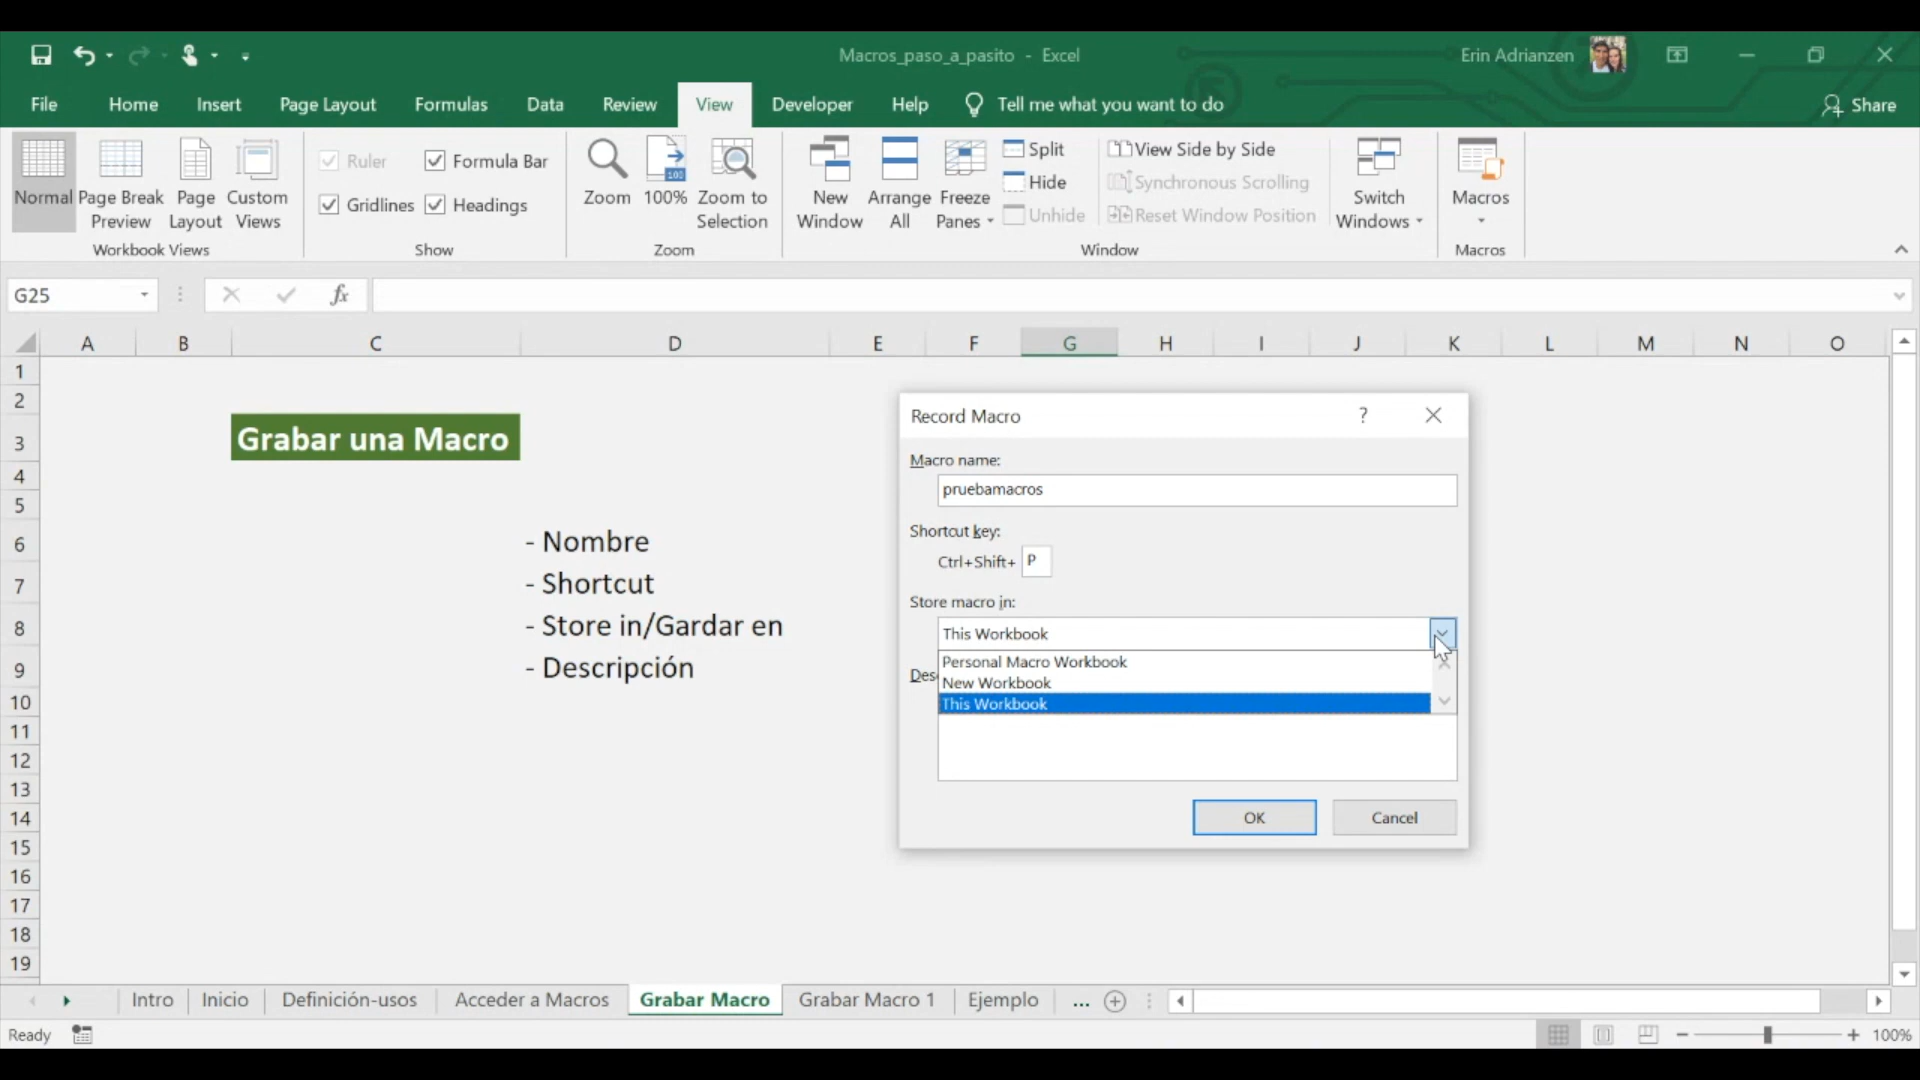 Macros_paso_a_pasito - Excel
Erin Adrianzen
File Home Insert Page Layout Formulas Data Review View Developer Help Tell me what you want to do Share
Normal
Page Break Preview
Page Layout
Custom Views
Workbook Views
Ruler Formula Bar
Gridlines Headings
Show
Zoom
100%
Zoom to Selection
Zoom
New Window
Arrange All
Freeze Panes
Split
Hide
Unhide
View Side by Side
Synchronous Scrolling
Reset Window Position
Window
Switch Windows
Macros
Macros
G25 fx
A B C D E F G H I J K L M N O
1
2
3
4
5
6
7
8
9
10
11
12
13
14
15
16
17
18
19
Grabar una Macro
- Nombre
- Shortcut
- Store in/Gardar en
- Descripción
Record Macro ?
Macro name:
pruebamacros
Shortcut key:
Ctrl+Shift+ P
Store macro in:
This Workbook
Personal Macro Workbook
Des
New Workbook
This Workbook
OK Cancel
Intro Inicio Definición-usos Acceder a Macros Grabar Macro Grabar Macro 1 Ejemplo ...
Ready 100%